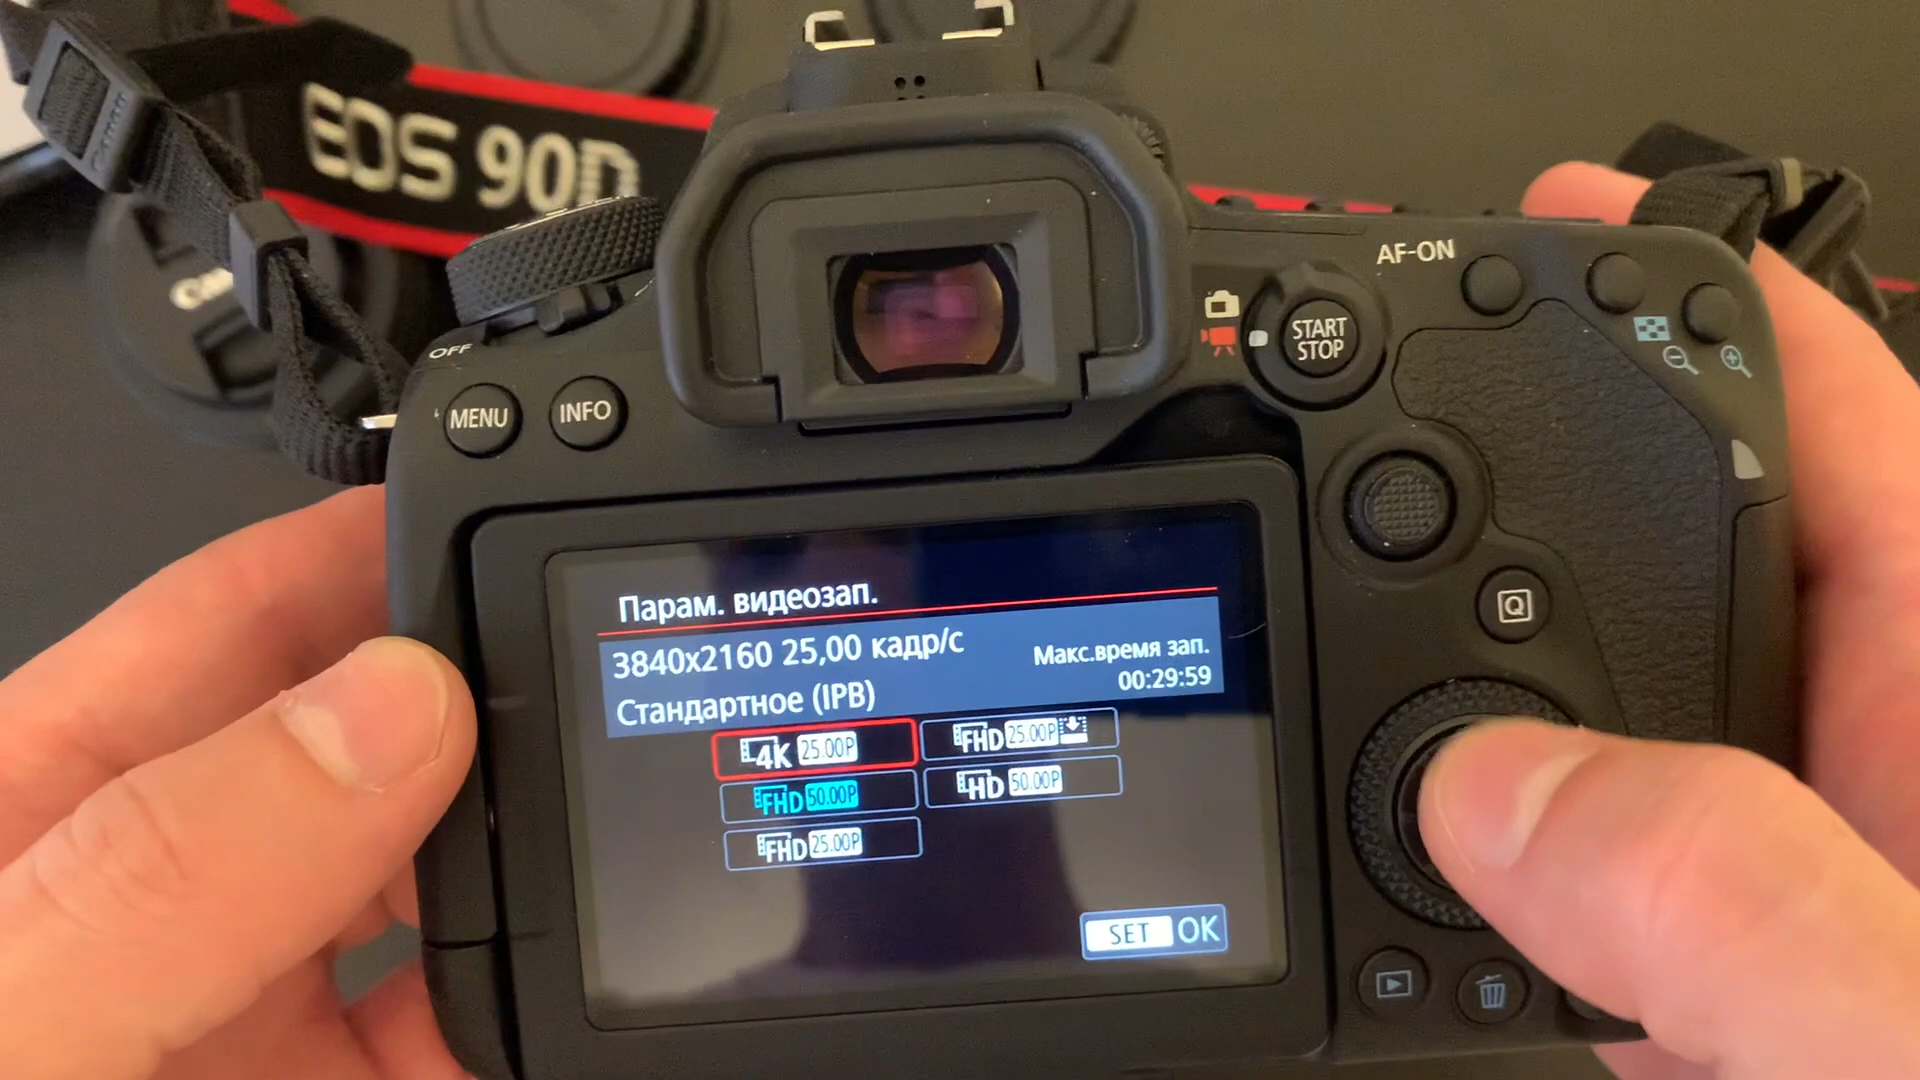 EOS 90D
Canon
OFF
MENU
INFO
START
STOP
AF-ON
Q
Парам. видеозап.
3840x2160 25,00 кадр/с
Стандартное (IPB)
Макс.время зап.
00:29:59
4K 25.00P
FHD 25.00P
FHD 50.00P
HD 50.00P
FHD 25.00P
SET OK